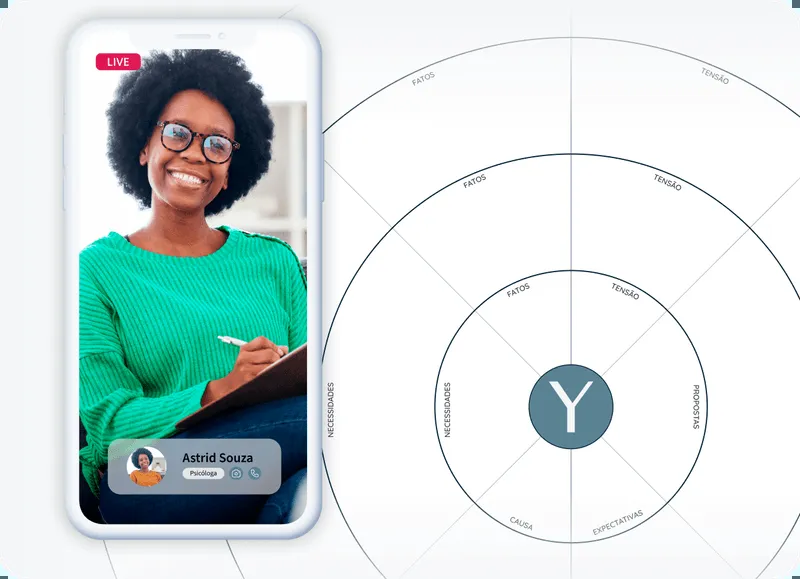 LIVE
Astrid Souza
Psicóloga
FATOS
TENSÃO
FATOS
TENSÃO
FATOS
TENSÃO
NECESSIDADES
NECESSIDADES
Y
PROPOSTAS
CAUSA
EXPECTATIVAS